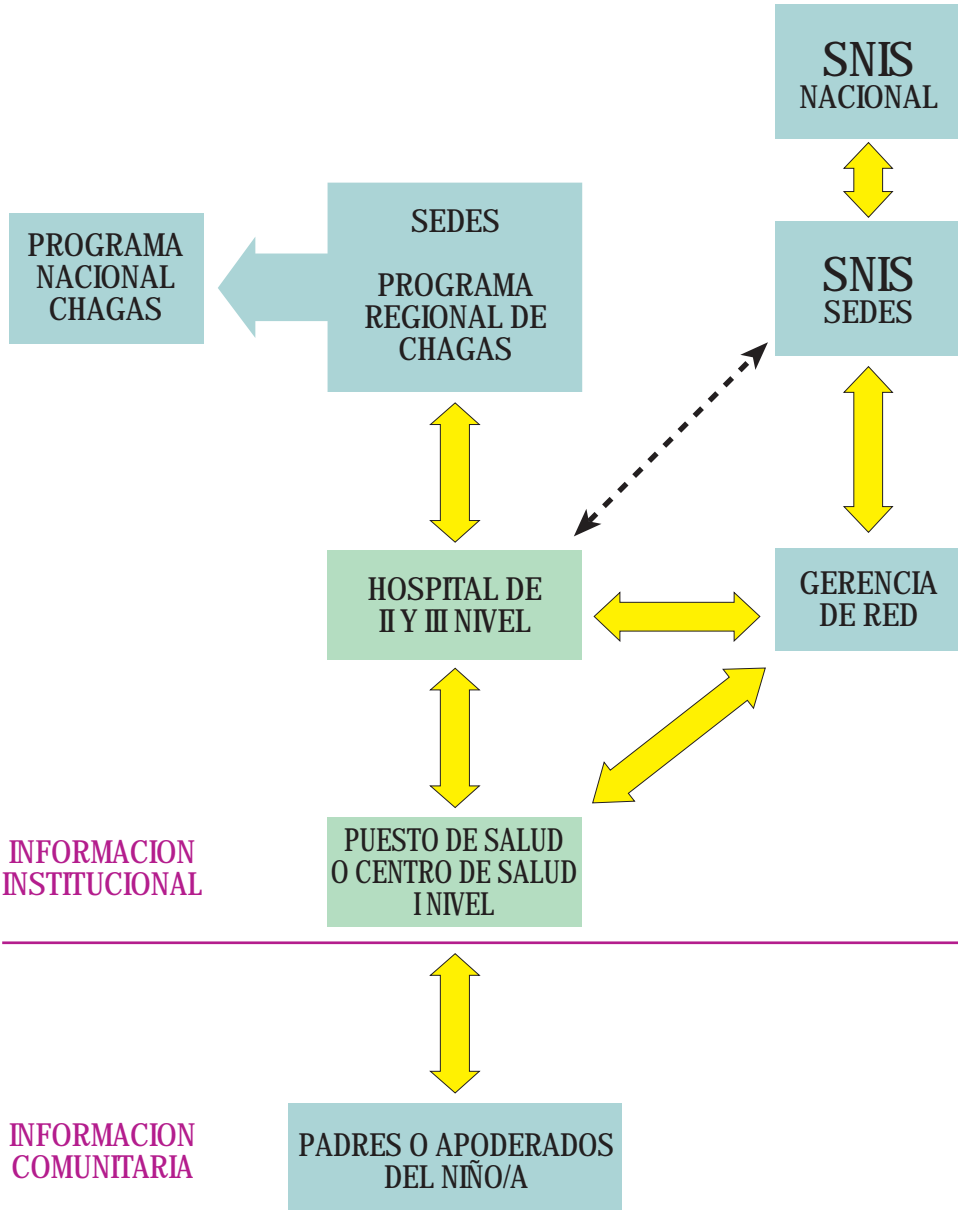 SNIS
NACIONAL
PROGRAMA
NACIONAL
CHAGAS
SEDES
PROGRAMA
REGIONAL DE
CHAGAS
SNIS
SEDES
HOSPITAL DE
II Y III NIVEL
GERENCIA
DE RED
INFORMACION
INSTITUCIONAL
PUESTO DE SALUD
O CENTRO DE SALUD
I NIVEL
INFORMACION
COMUNITARIA
PADRES O APODERADOS
DEL NIÑO/A